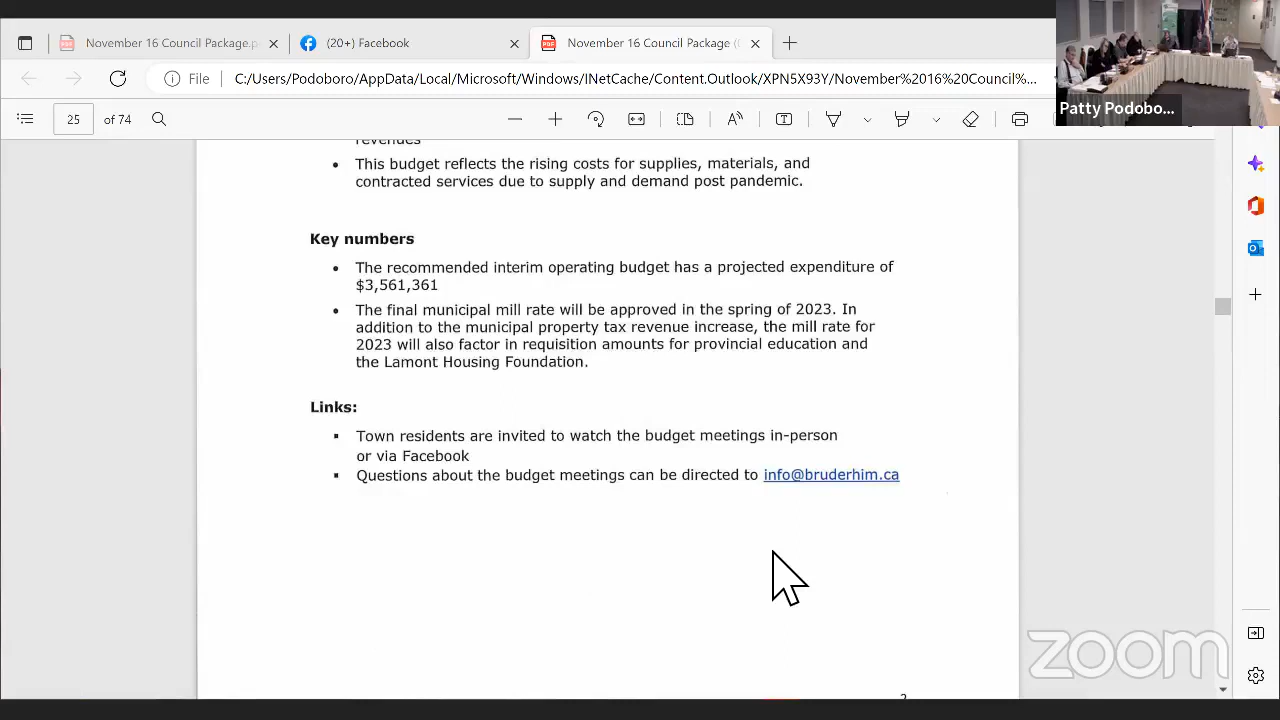 November 16 Council Package.p
(20+) Facebook
November 16 Council Package (
File
C:/Users/Podoboro/AppData/Local/Microsoft/Windows/INetCache/Content.Outlook/XPN5X93Y/November%2016%20Council%...
Patty Podobo...
25 of 74
revenues
• This budget reflects the rising costs for supplies, materials, and
contracted services due to supply and demand post pandemic.
Key numbers
• The recommended interim operating budget has a projected expenditure of
$3,561,361
• The final municipal mill rate will be approved in the spring of 2023. In
addition to the municipal property tax revenue increase, the mill rate for
2023 will also factor in requisition amounts for provincial education and
the Lamont Housing Foundation.
Links:
▪ Town residents are invited to watch the budget meetings in-person
or via Facebook
▪ Questions about the budget meetings can be directed to info@bruderhim.ca
zoom